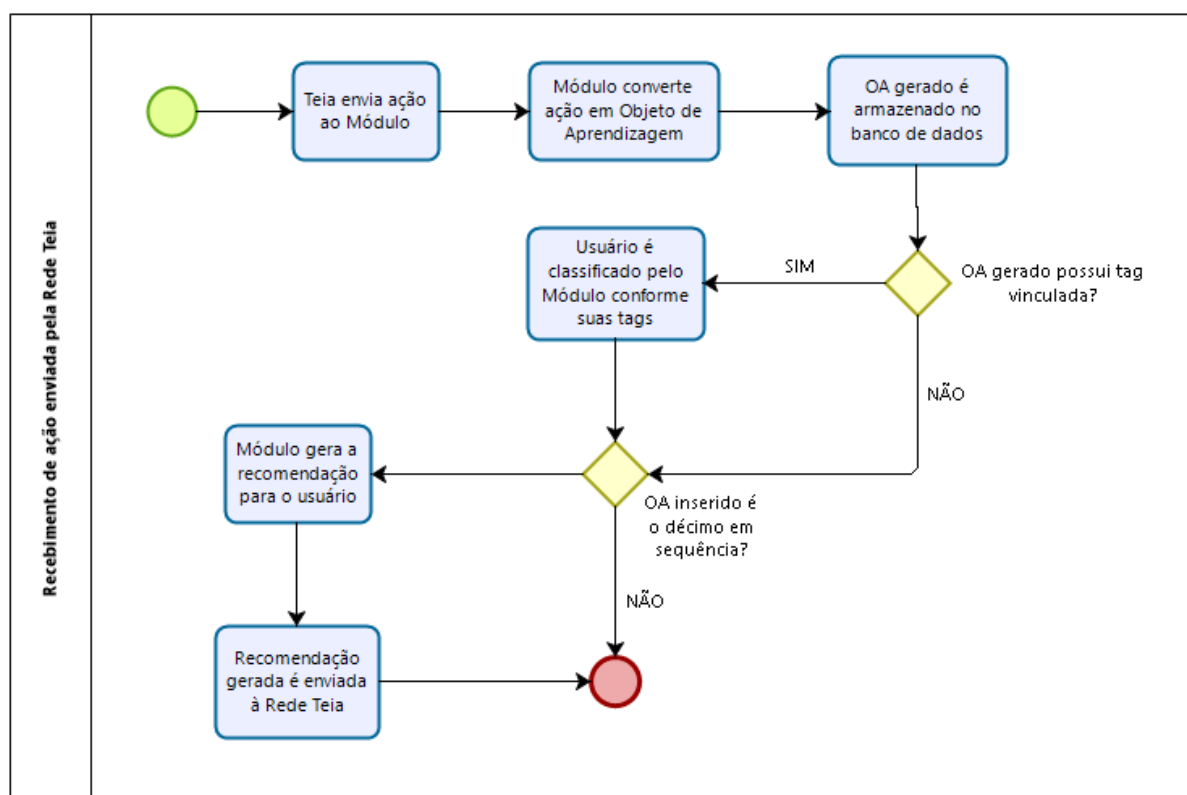 Recebimento de ação enviada pela Rede Teia
Teia envia ação
ao Módulo
Módulo converte
ação em Objeto de
Aprendizagem
OA gerado é
armazenado no
banco de dados
OA gerado possui tag
vinculada?
SIM
NÃO
Usuário é
classificado pelo
Módulo conforme
suas tags
OA inserido é
o décimo em
sequência?
NÃO
Módulo gera a
recomendação
para o usuário
Recomendação
gerada é enviada
à Rede Teia